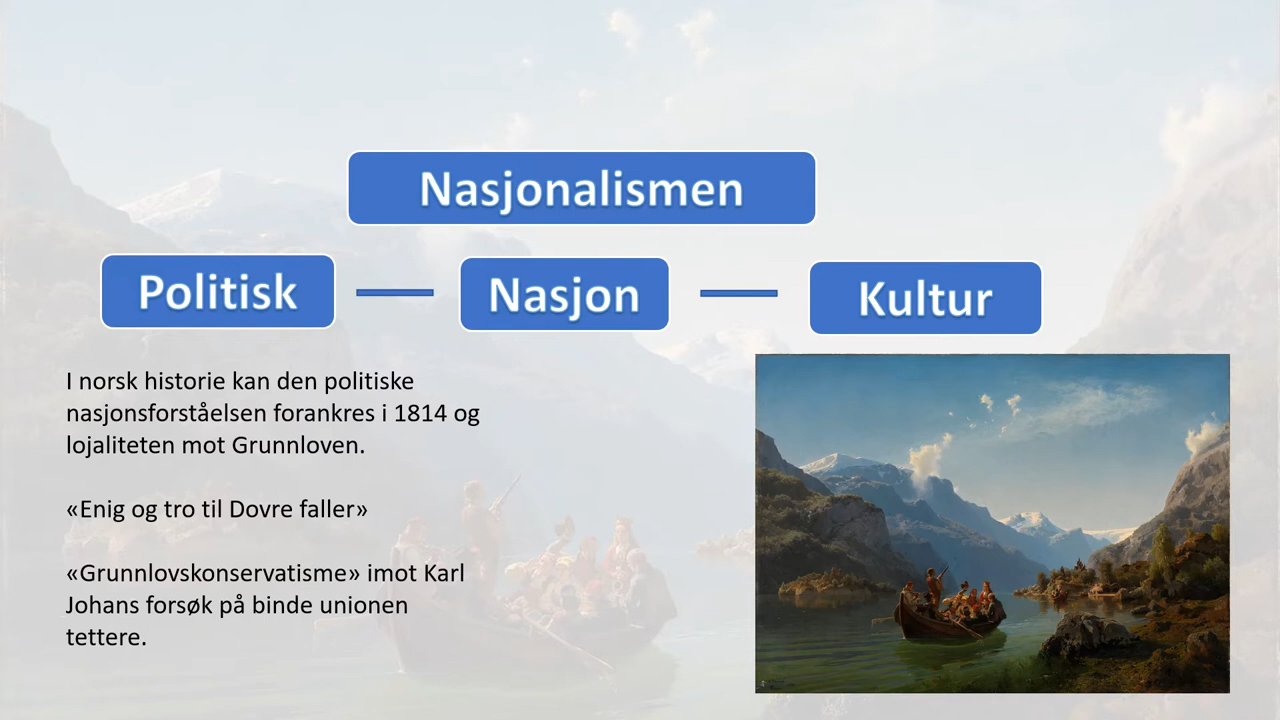 Nasjonalismen
Politisk
Nasjon
Kultur
I norsk historie kan den politiske
nasjonsforståelsen forankres i 1814 og
lojaliteten mot Grunnloven.
«Enig og tro til Dovre faller»
«Grunnlovskonservatisme» imot Karl
Johans forsøk på binde unionen
tettere.